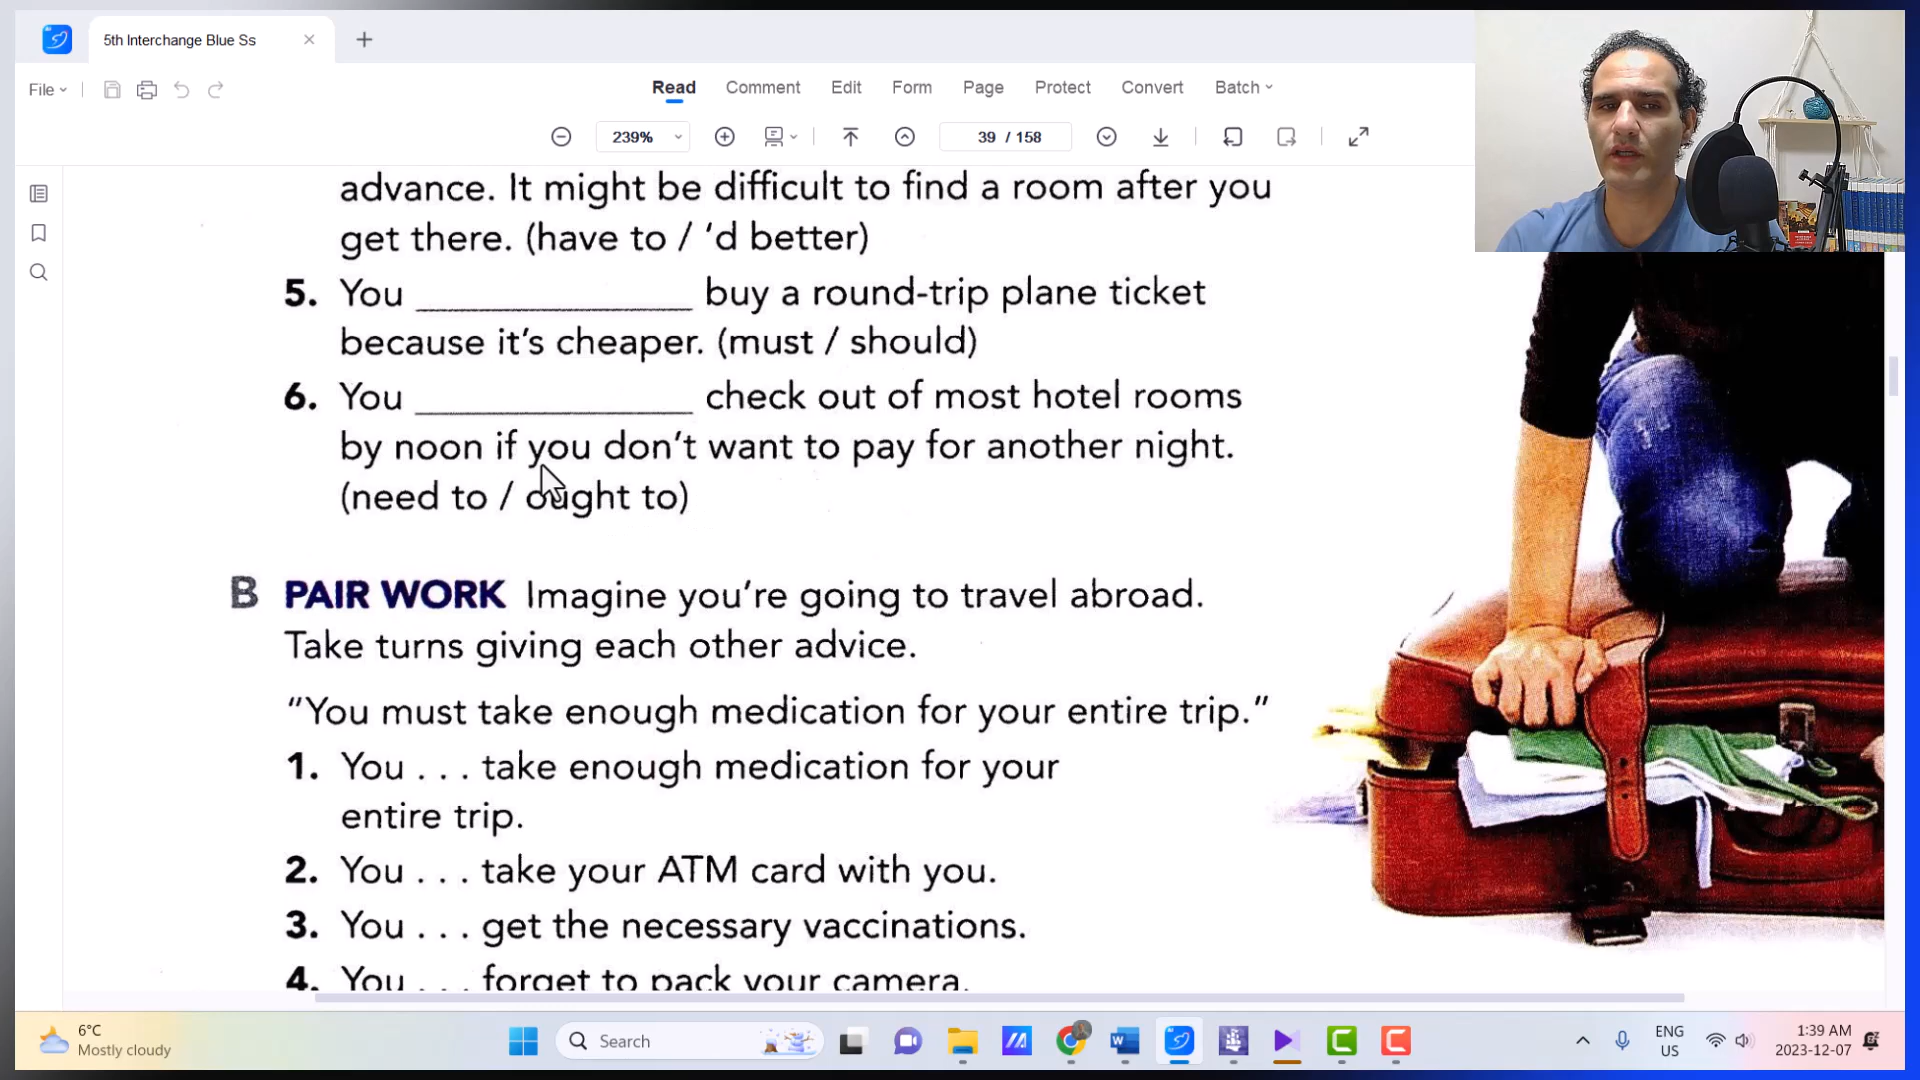 5th Interchange Blue Ss
File
Read Comment Edit Form Page Protect Convert Batch
239%
39 / 158
advance. It might be difficult to find a room after you
get there. (have to / ‘d better)
5. You ______________ buy a round-trip plane ticket
because it’s cheaper. (must / should)
6. You ______________ check out of most hotel rooms
by noon if you don’t want to pay for another night.
(need to / ought to)
B PAIR WORK Imagine you’re going to travel abroad.
Take turns giving each other advice.
“You must take enough medication for your entire trip.”
1. You . . . take enough medication for your
entire trip.
2. You . . . take your ATM card with you.
3. You . . . get the necessary vaccinations.
4. You . . . forget to pack your camera.
6°C
Mostly cloudy
Search
ENG
US
1:39 AM
2023-12-07